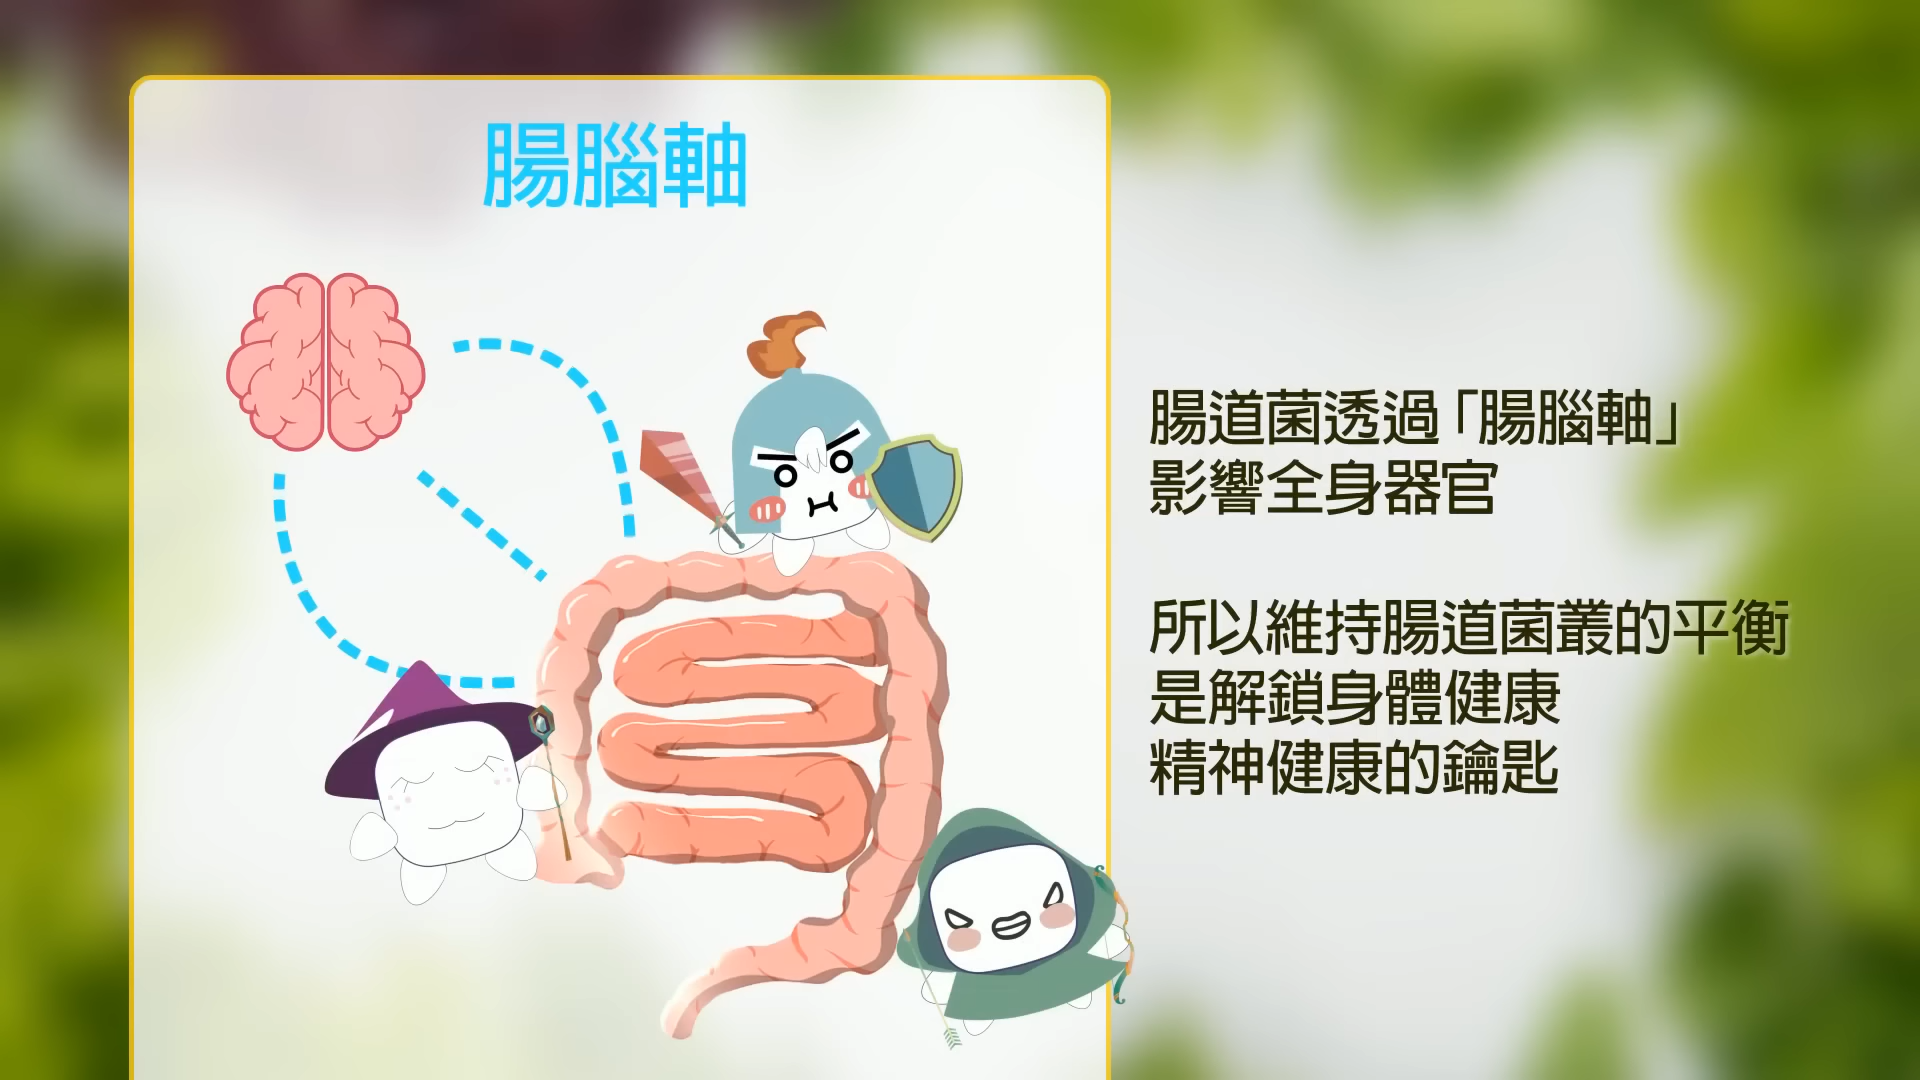 腸腦軸
腸道菌透過「腸腦軸」
影響全身器官
所以維持腸道菌叢的平衡
是解鎖身體健康
精神健康的鑰匙